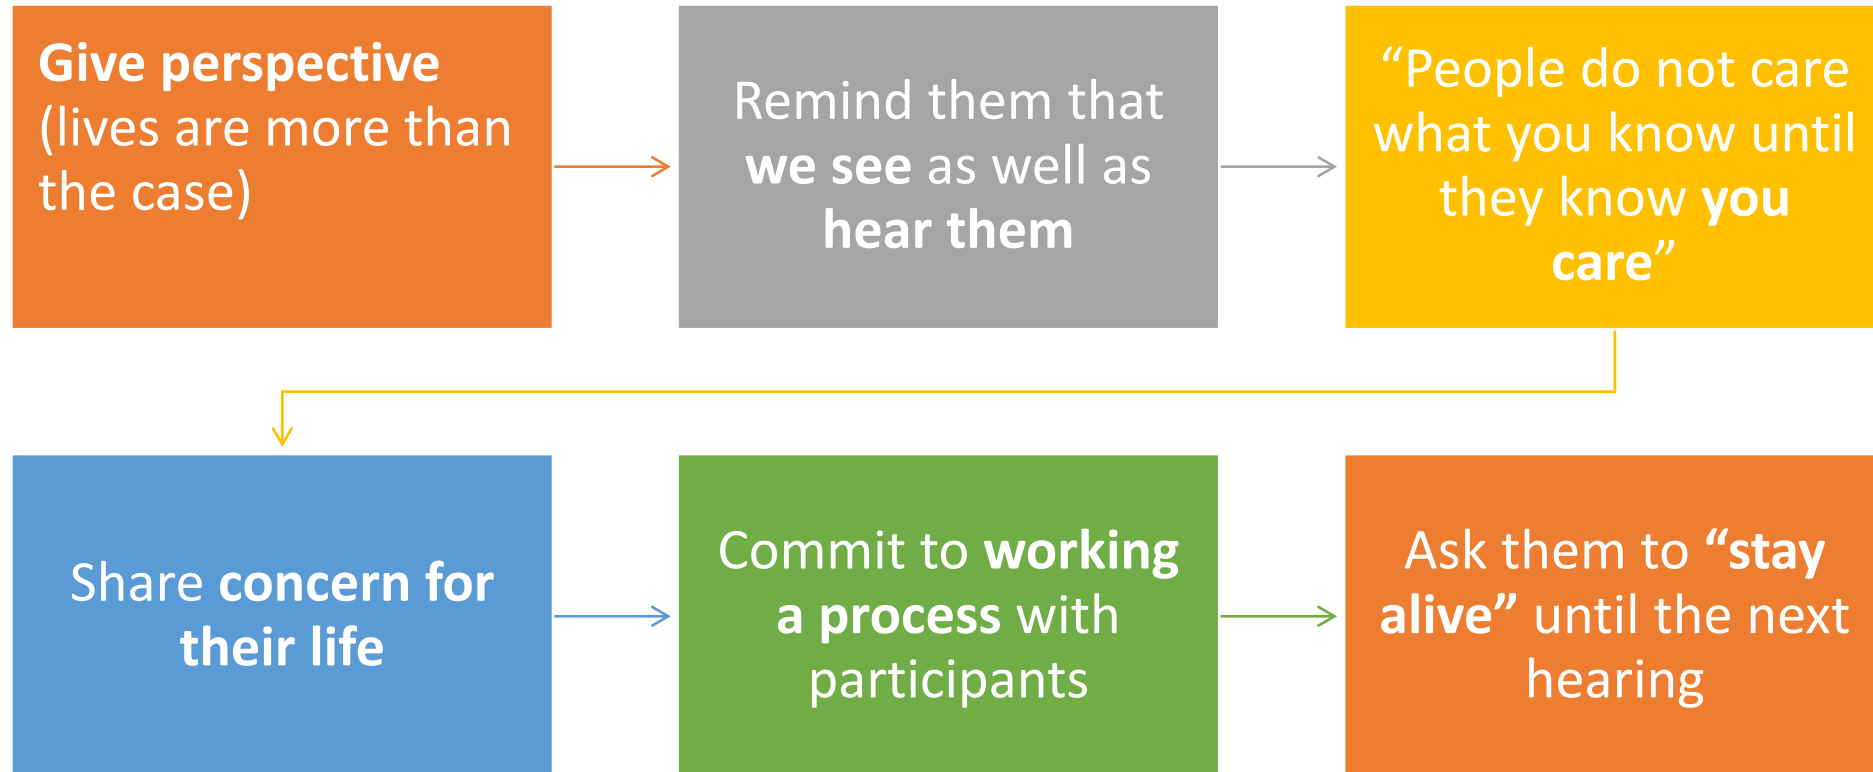 Give perspective
(lives are more than
the case)
Remind them that
we see as well as
hear them
“People do not care
what you know until
they know you
care”
Share concern for
their life
Commit to working
a process with
participants
Ask them to “stay
alive” until the next
hearing